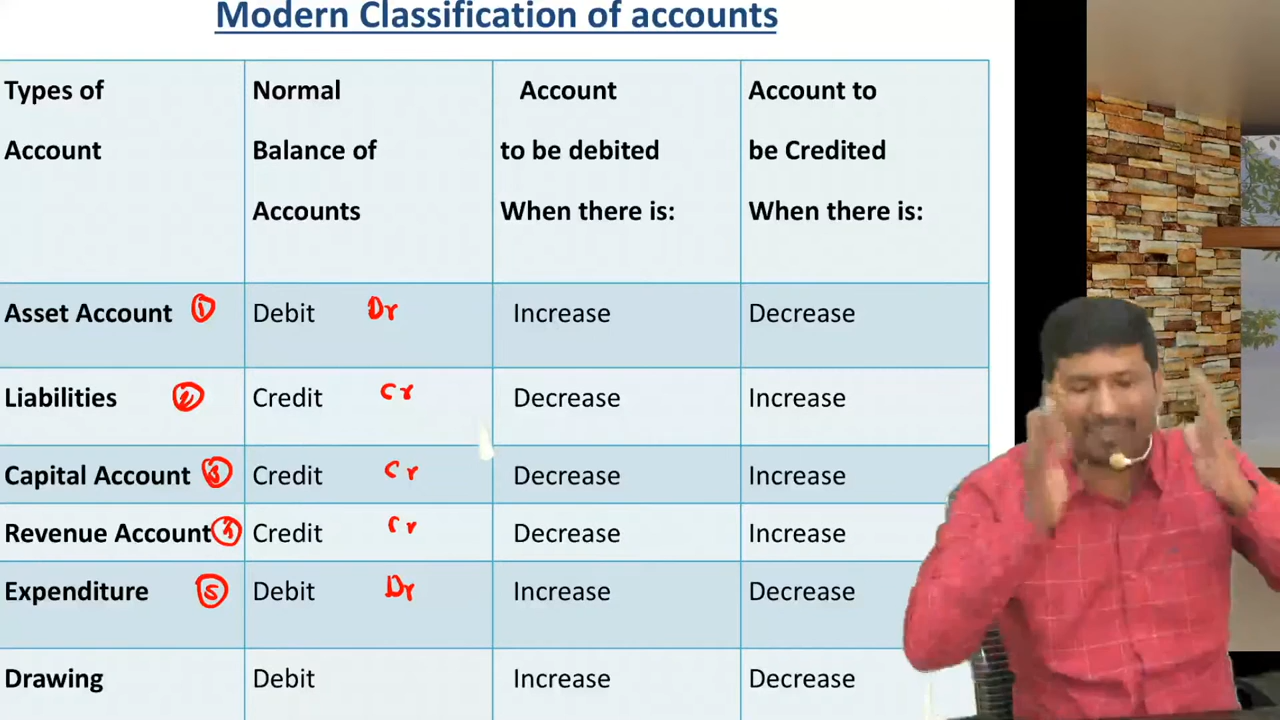 Modern Classification of accounts
Types of Account
Normal Balance of Accounts
Account to be debited When there is:
Account to be Credited When there is:
Asset Account ① Debit Dr Increase Decrease
Liabilities ② Credit Cr Decrease Increase
Capital Account ③ Credit Cr Decrease Increase
Revenue Account ④ Credit Cr Decrease Increase
Expenditure ⑤ Debit Dr Increase Decrease
Drawing Debit Increase Decrease